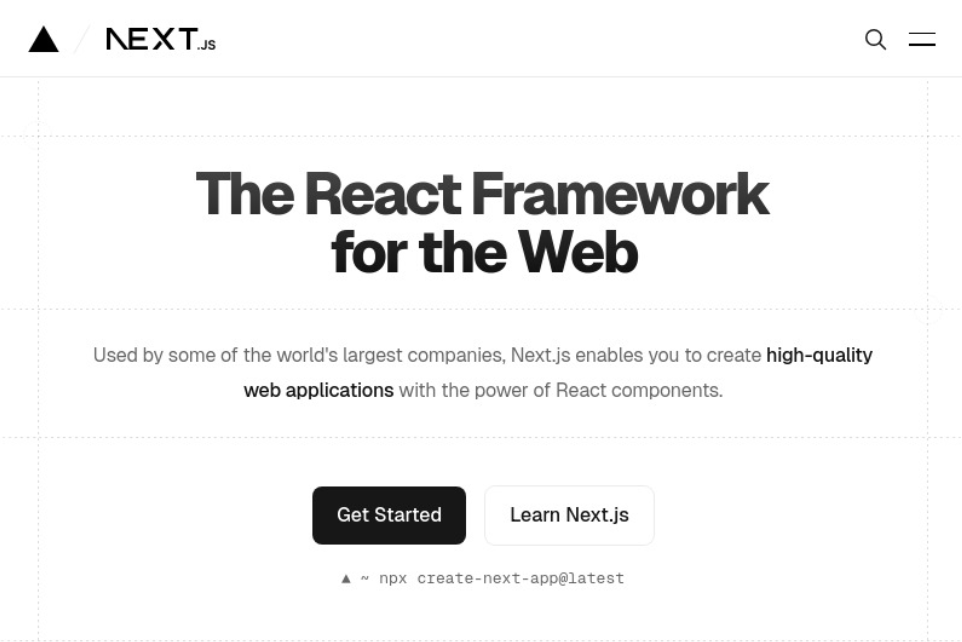 NEXT.JS
The React Framework
for the Web
Used by some of the world's largest companies, Next.js enables you to create high-quality
web applications with the power of React components.
Get Started
Learn Next.js
▲ ~ npx create-next-app@latest